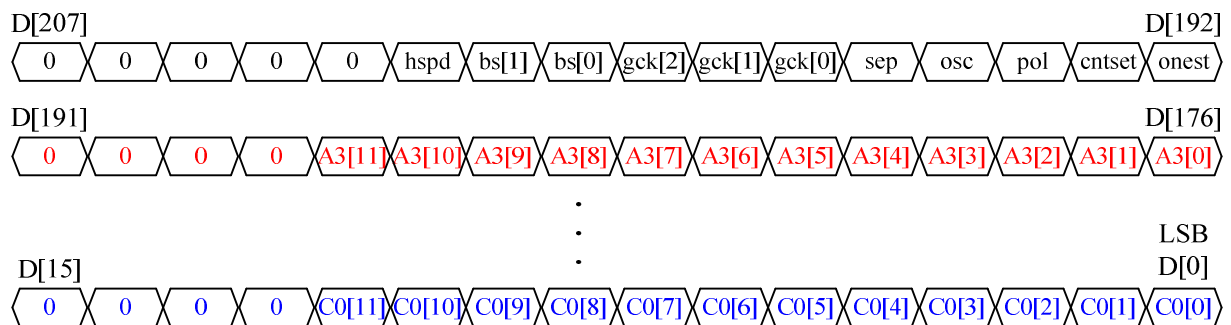 D[207] D[192]
0 0 0 0 0 hspd bs[1] bs[0] gck[2] gck[1] gck[0] sep osc pol cntset onest
D[191] D[176]
0 0 0 0 A3[11] A3[10] A3[9] A3[8] A3[7] A3[6] A3[5] A3[4] A3[3] A3[2] A3[1] A3[0]
LSB
D[15] D[0]
0 0 0 0 C0[11] C0[10] C0[9] C0[8] C0[7] C0[6] C0[5] C0[4] C0[3] C0[2] C0[1] C0[0]